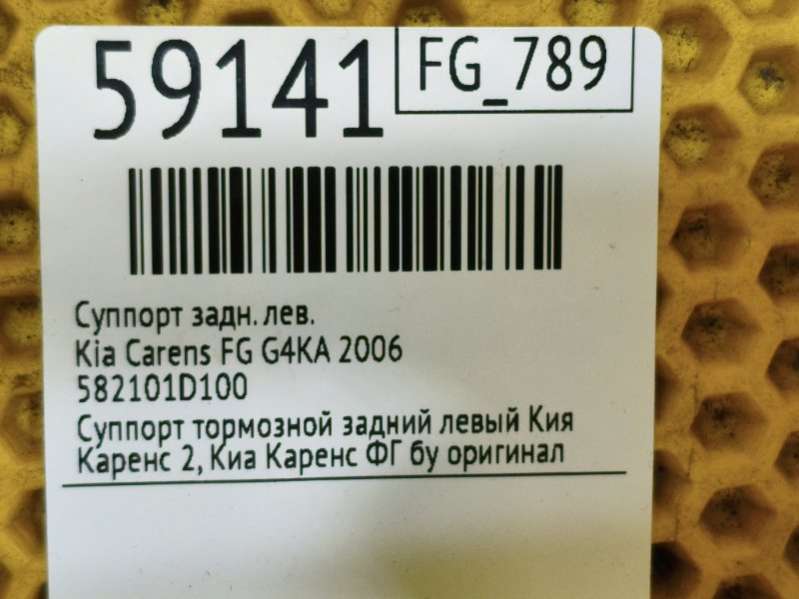 59141
FG_789
Суппорт задн. лев.
Kia Carens FG G4KA 2006
582101D100
Суппорт тормозной задний левый Кия
Каренс 2, Киа Каренс ФГ бу оригинал